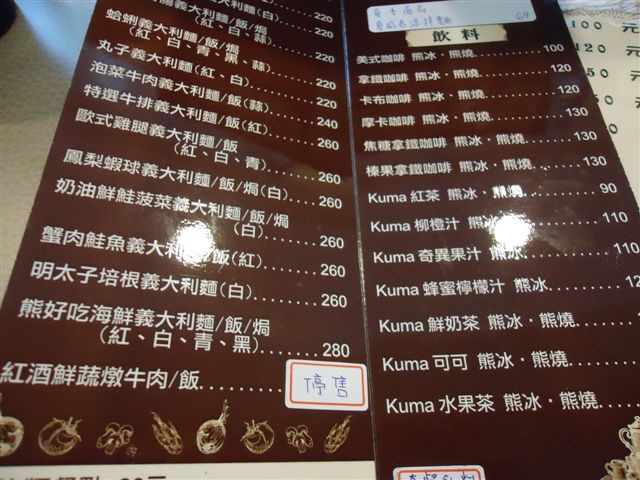 (紅、白)..........220
蛤蜊義大利麵/飯/焗
(紅、白、青、黑、蒜)
..........220
丸子義大利麵(紅、白)..........220
泡菜牛肉義大利麵/飯(蒜)..........220
特選牛排義大利麵/飯(紅)..........240
歐式雞腿義大利麵/飯
(紅、白、青)..........260
鳳梨蝦球義大利麵/飯/焗(白)......260
奶油鮮鮭菠菜義大利麵/飯/焗
(白)..........260
蟹肉鮭魚義大利麵/飯(紅)..........260
明太子培根義大利麵(白)..........260
熊好吃海鮮義大利麵/飯/焗
(紅、白、青、黑)..........280
紅酒鮮蔬燉牛肉/飯..........
停售
飲料
美式咖啡 熊冰・熊燒..........100
拿鐵咖啡 熊冰・熊燒..........120
卡布咖啡 熊冰・熊燒..........120
摩卡咖啡 熊冰・熊燒..........130
焦糖拿鐵咖啡 熊冰・熊燒..........130
榛果拿鐵咖啡 熊冰・熊燒..........130
Kuma 紅茶 熊冰・熊燒..........90
Kuma 柳橙汁 熊冰..........110
Kuma 奇異果汁 熊冰..........110
Kuma 蜂蜜檸檬汁 熊冰..........
Kuma 鮮奶茶 熊冰・熊燒..........
Kuma 可可 熊冰・熊燒..........
Kuma 水果茶 熊冰・熊燒....
100 元
120 元